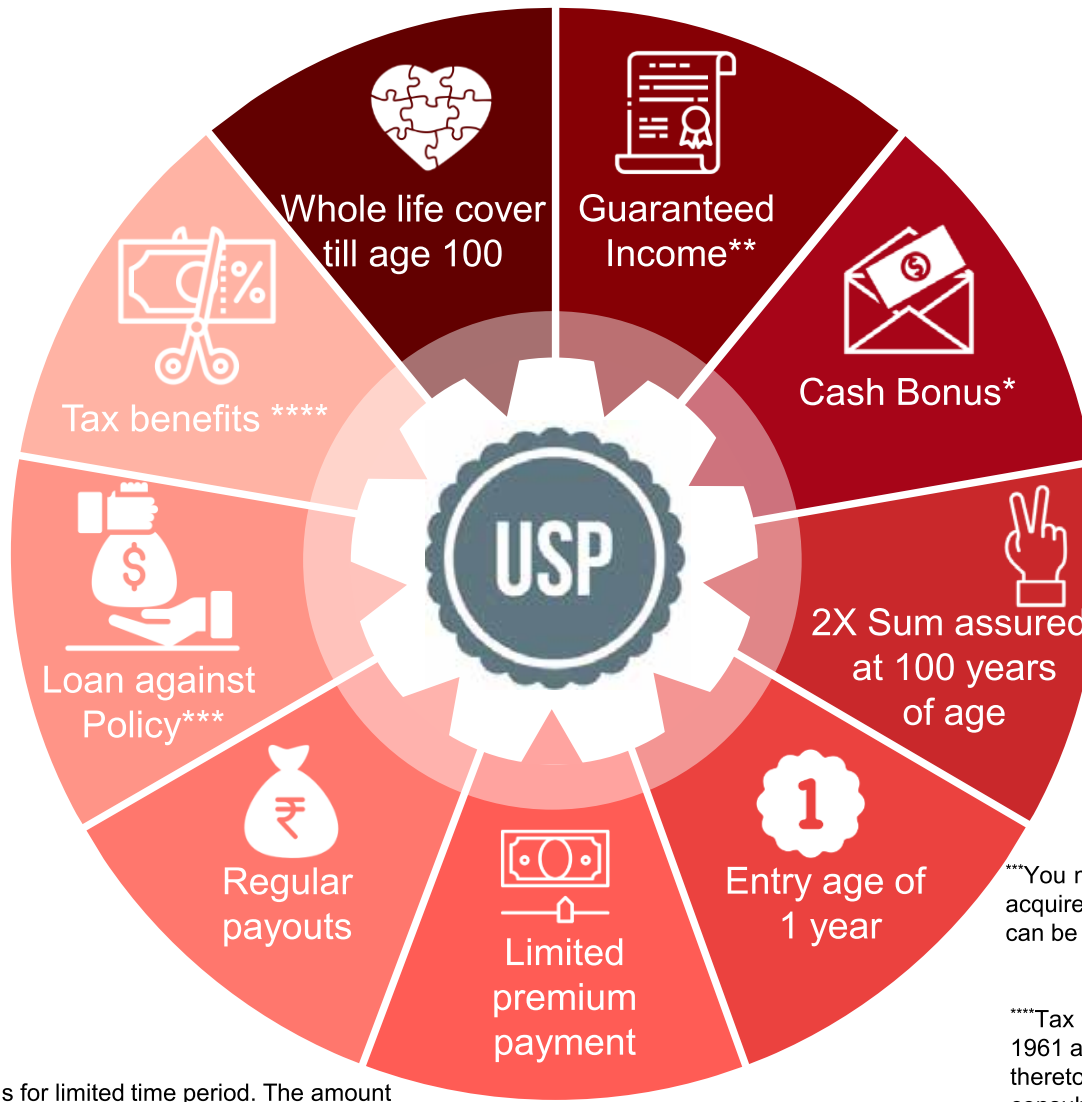 Whole life cover
till age 100
Guaranteed
Income**
Cash Bonus*
2X Sum assured
at 100 years
of age
Entry age of
1 year
Limited
premium
payment
Regular
payouts
Loan against
Policy***
Tax benefits ****
USP
%
$
$
₹
1
***You
acquire
can be
****Tax
1961
thereto
s for limited time period. The amount